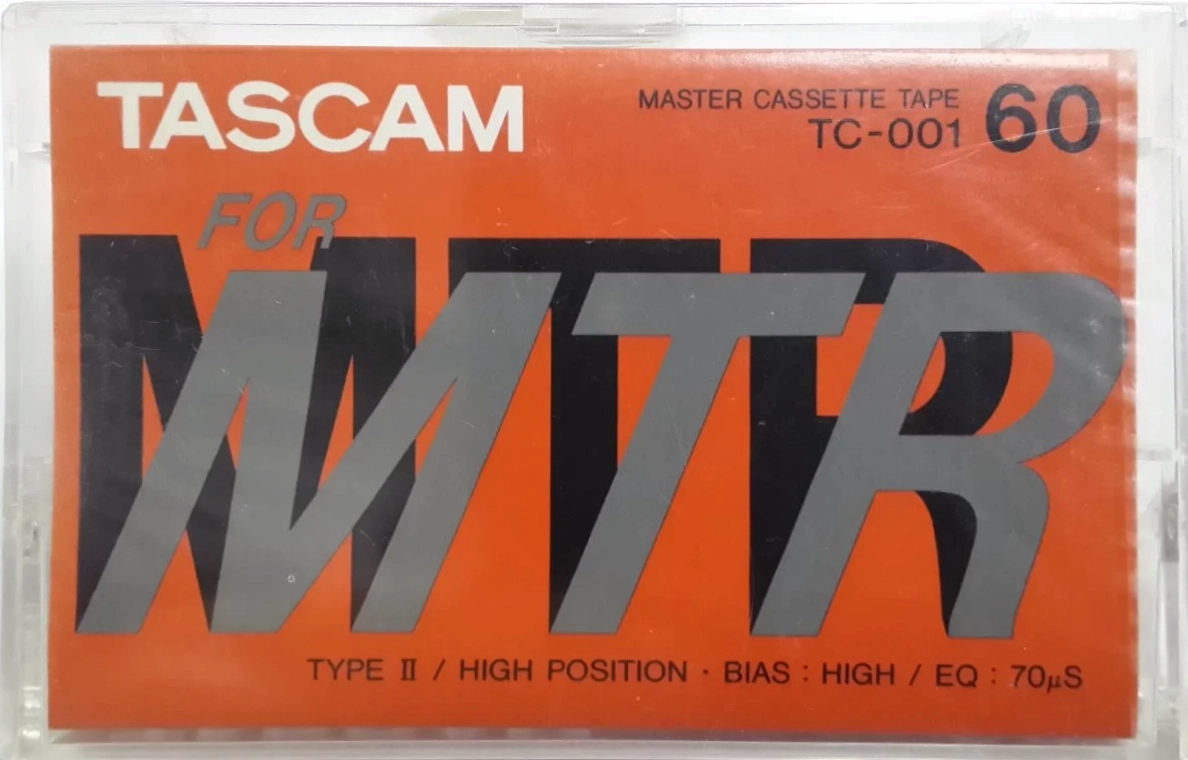 TASCAM
MASTER CASSETTE TAPE
TC-001 60
FOR
MTR
TYPE II / HIGH POSITION · BIAS : HIGH / EQ : 70μS